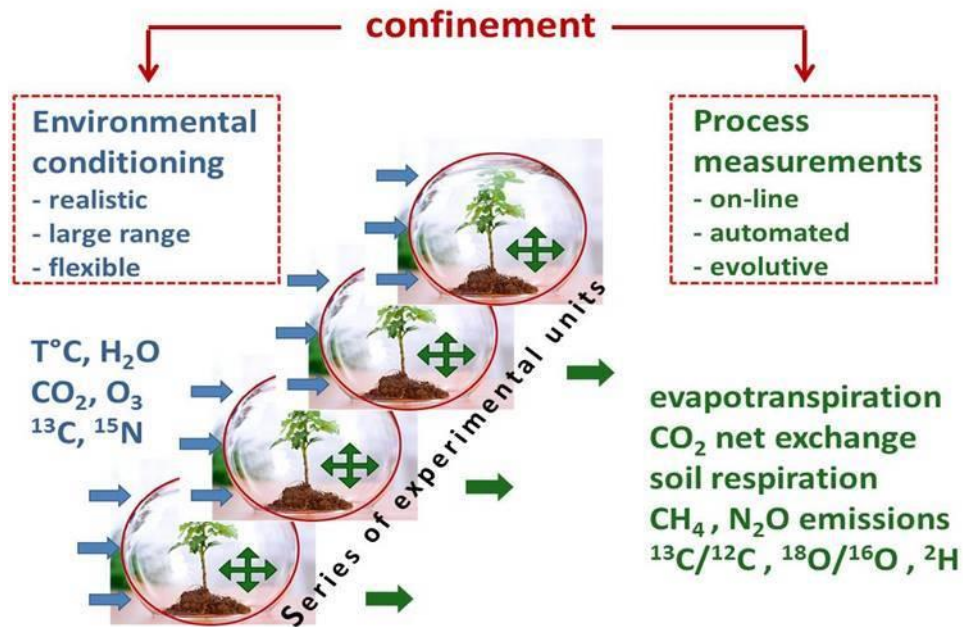 confinement
Environmental
conditioning
- realistic
- large range
- flexible
Process
measurements
- on-line
- automated
- evolutive
T°C, H₂O
CO₂, O₃
¹³C, ¹⁵N
Series of experimental units
evapotranspiration
CO₂ net exchange
soil respiration
CH₄ , N₂O emissions
¹³C/¹²C , ¹⁸O/¹⁶O , ²H